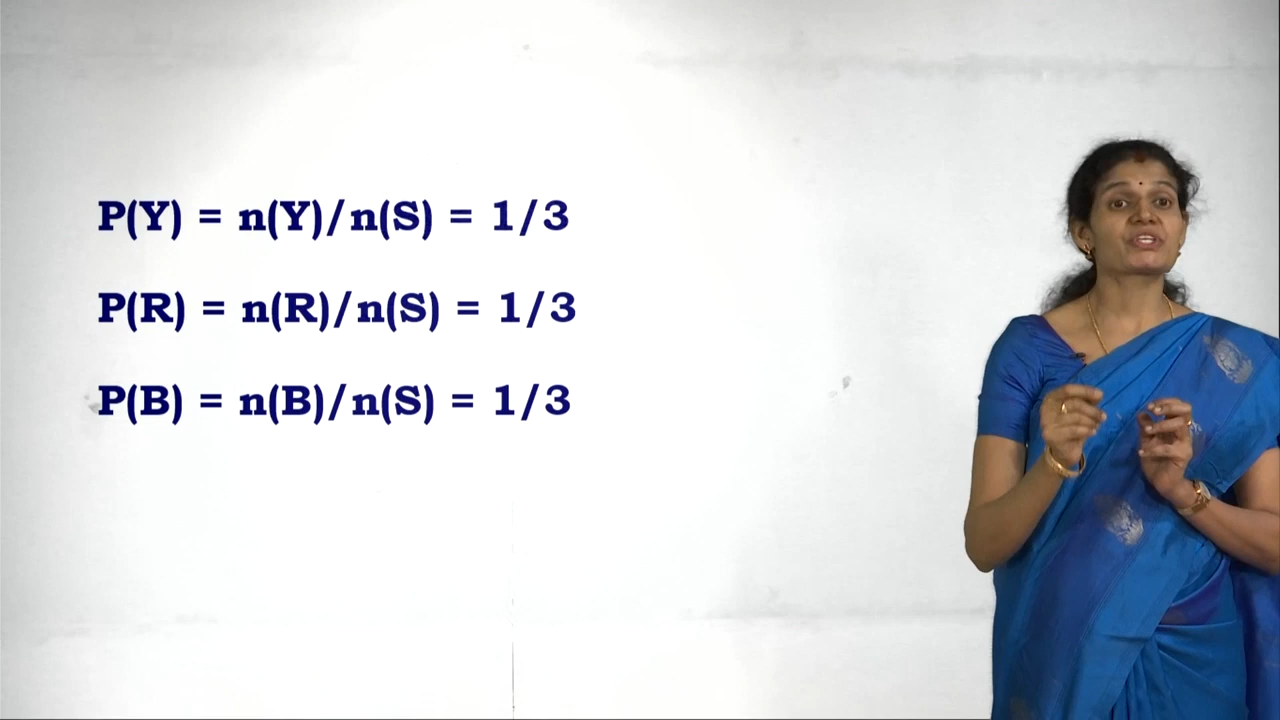 P(Y) = n(Y)/n(S) = 1/3
P(R) = n(R)/n(S) = 1/3
P(B) = n(B)/n(S) = 1/3